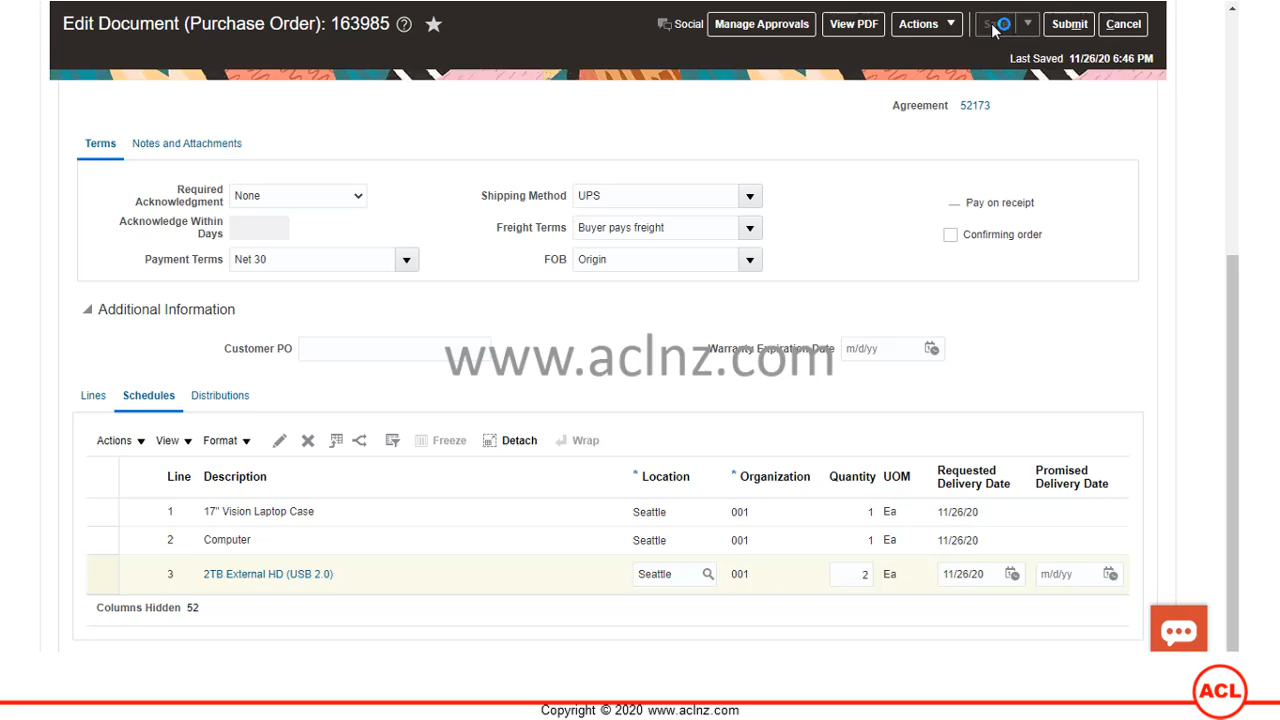 Edit Document (Purchase Order): 163985 ?
Social Manage Approvals View PDF Actions Submit Cancel
Last Saved 11/26/20 6:46 PM
Agreement 52173
Terms Notes and Attachments
Required Acknowledgment None
Shipping Method UPS
Pay on receipt
Acknowledge Within Days
Freight Terms Buyer pays freight
Confirming order
Payment Terms Net 30
FOB Origin
Additional Information
Customer PO
Warranty Expiration Date m/d/yy
www.aclnz.com
Lines Schedules Distributions
Actions View Format Freeze Detach Wrap
Line Description * Location * Organization Quantity UOM Requested Delivery Date Promised Delivery Date
1 17" Vision Laptop Case Seattle 001 1 Ea 11/26/20
2 Computer Seattle 001 1 Ea 11/26/20
3 2TB External HD (USB 2.0) Seattle 001 2 Ea 11/26/20 m/d/yy
Columns Hidden 52
ACL
Copyright © 2020 www.aclnz.com